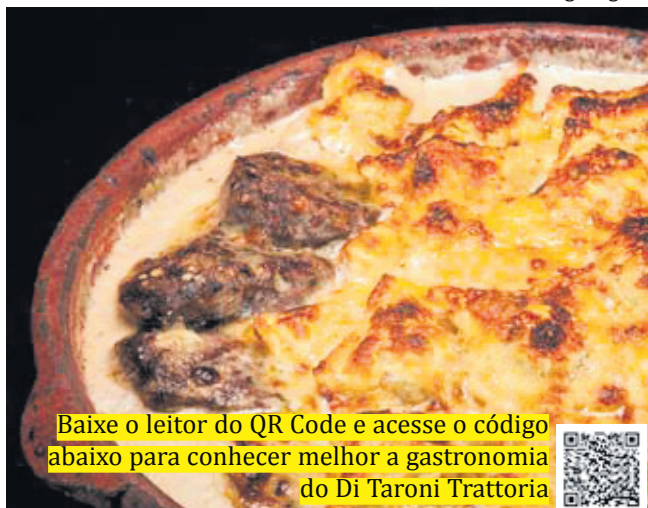 Baixe o leitor do QR Code e acesse o código
abaixo para conhecer melhor a gastronomia
do Di Taroni Trattoria